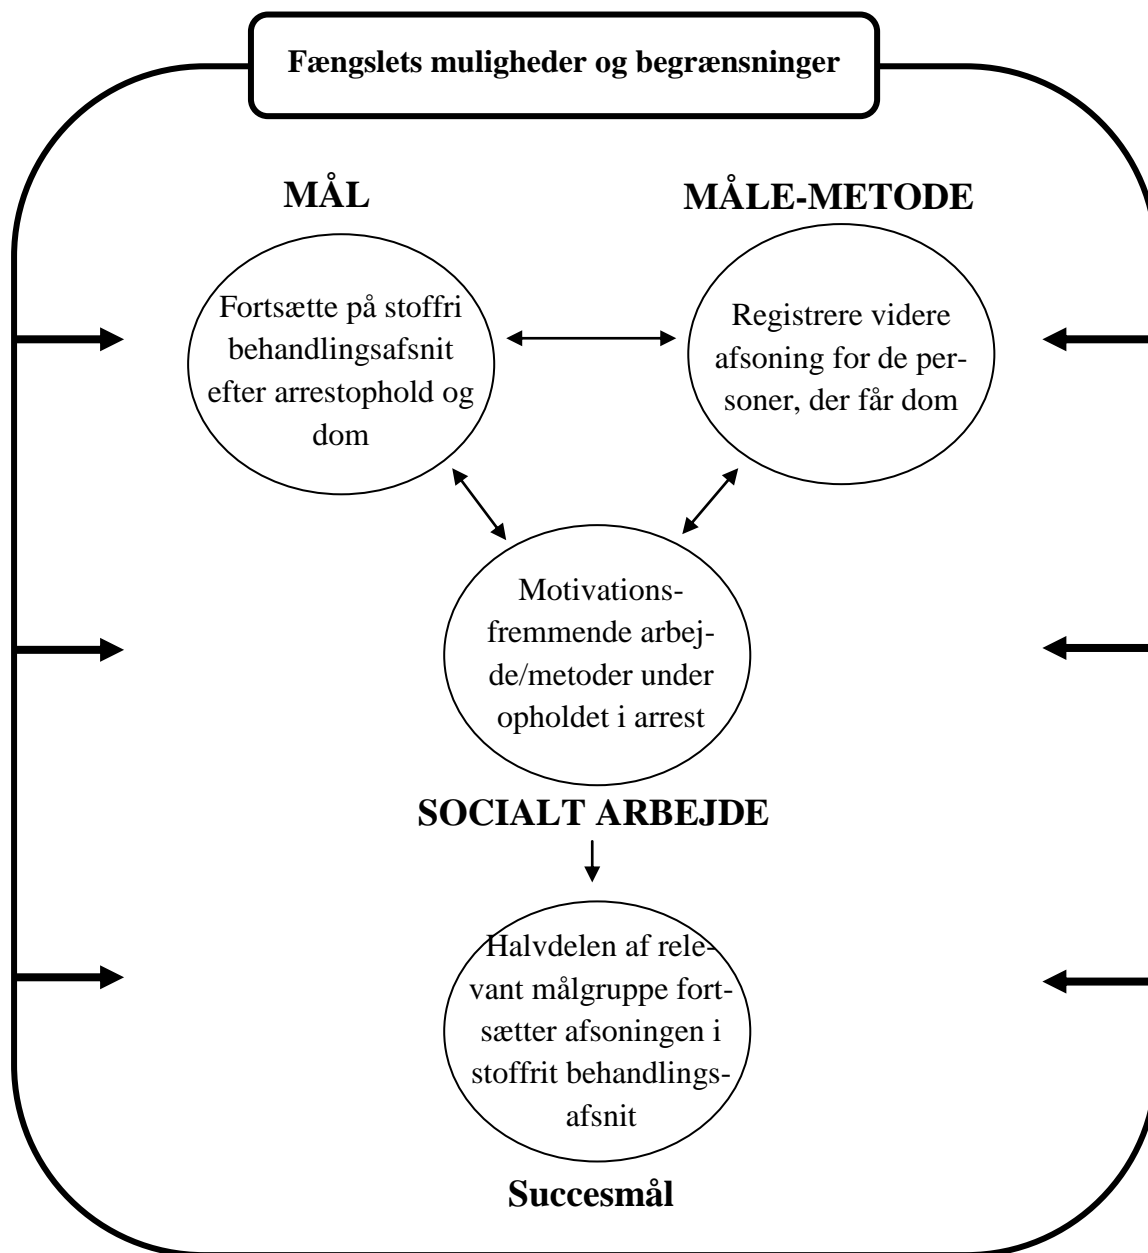 Fængslets muligheder og begrænsninger
MÅL
Fortsætte på stoffri
behandlingsafsnit
efter arrestophold og
dom
MÅLE-METODE
Registrere videre
afsoning for de per-
soner, der får dom
Motivations-
fremmende arbej-
de/metoder under
opholdet i arrest
SOCIALT ARBEJDE
Halvdelen af rele-
vant målgruppe fort-
sætter afsoningen i
stoffrit behandlings-
afsnit
Succesmål